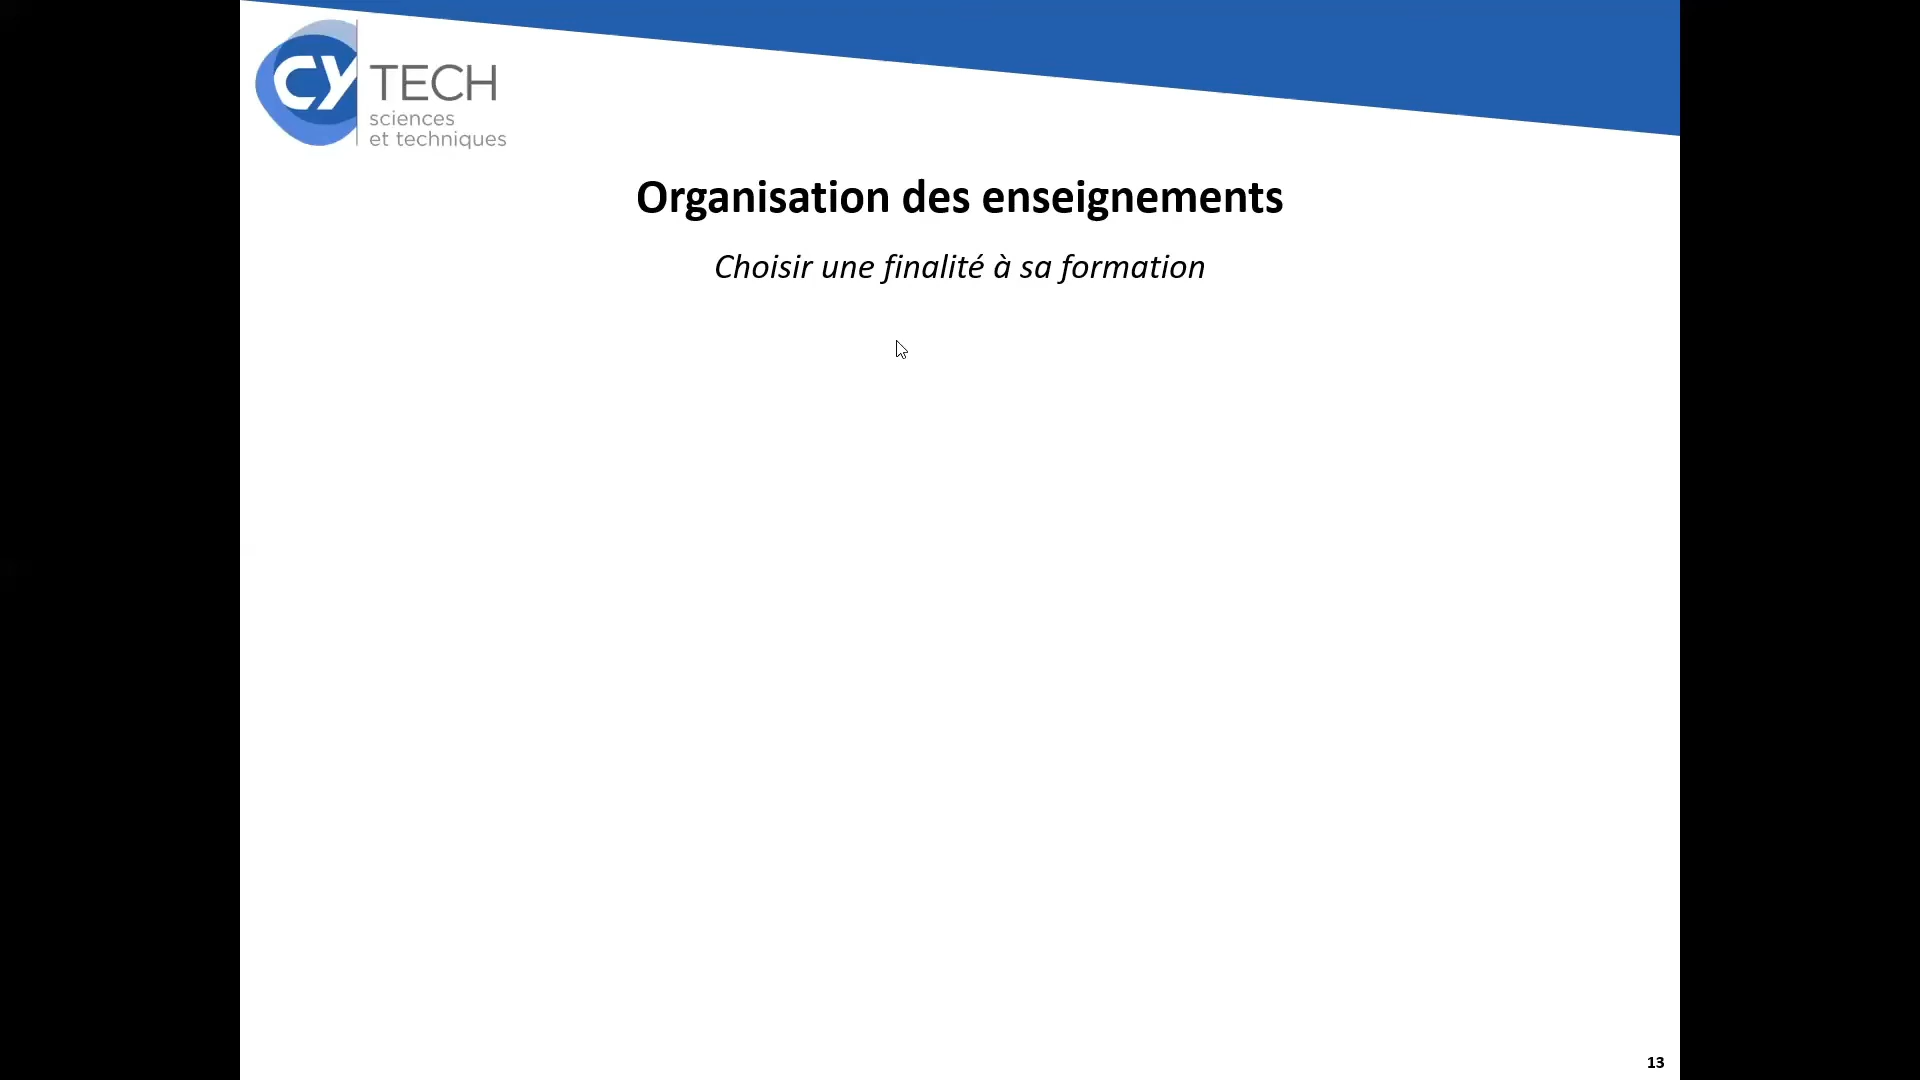 CY TECH
sciences
et techniques
Organisation des enseignements
Choisir une finalité à sa formation
13